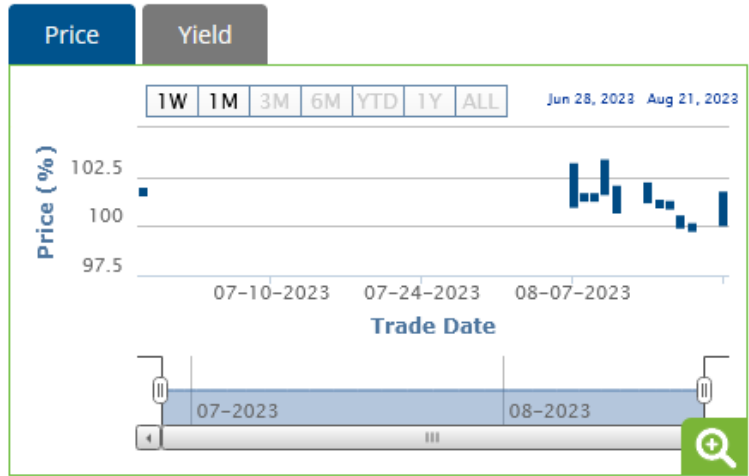 Price Yield
1W 1M 3M 6M YTD 1Y ALL Jun 28, 2023 Aug 21, 2023
Price (%)
102.5
100
97.5
07-10-2023 07-24-2023 08-07-2023
Trade Date
07-2023 08-2023